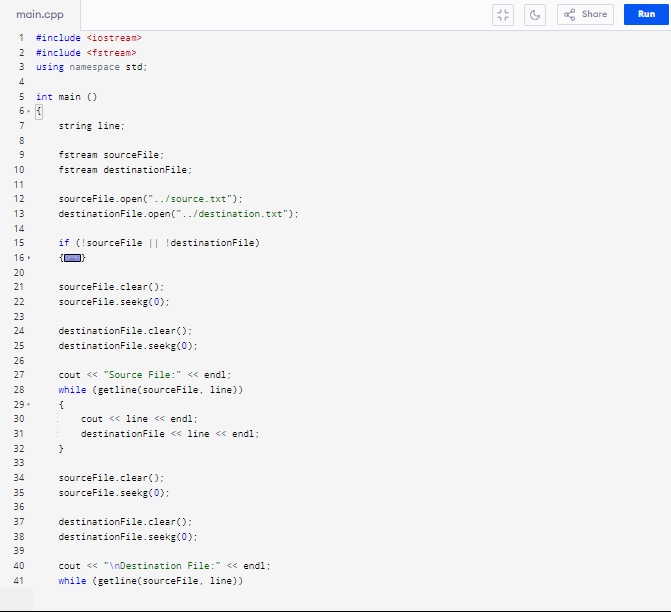 main.cpp
Share
Run
1 #include <iostream>
2 #include <fstream>
3 using namespace std;
4
5 int main ()
6 {
7 string line;
8
9 fstream sourceFile;
10 fstream destinationFile;
11
12 sourceFile.open("../source.txt");
13 destinationFile.open("../destination.txt");
14
15 if (!sourceFile || !destinationFile)
16 {...}
20
21 sourceFile.clear();
22 sourceFile.seekg(0);
23
24 destinationFile.clear();
25 destinationFile.seekg(0);
26
27 cout << "Source File:" << endl;
28 while (getline(sourceFile, line))
29 {
30 cout << line << endl;
31 destinationFile << line << endl;
32 }
33
34 sourceFile.clear();
35 sourceFile.seekg(0);
36
37 destinationFile.clear();
38 destinationFile.seekg(0);
39
40 cout << "\nDestination File:" << endl;
41 while (getline(sourceFile, line))